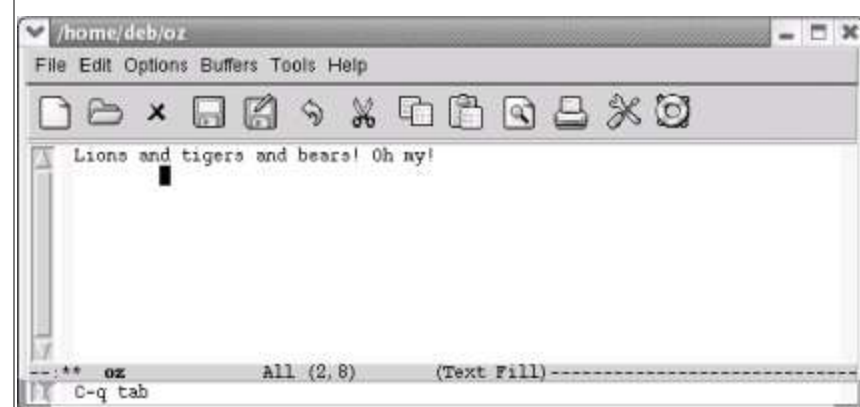 /home/deb/oz
File Edit Options Buffers Tools Help
Lions and tigers and bears! Oh my!
--:** oz All (2,8) (Text Fill)----------------------------------
C-q tab